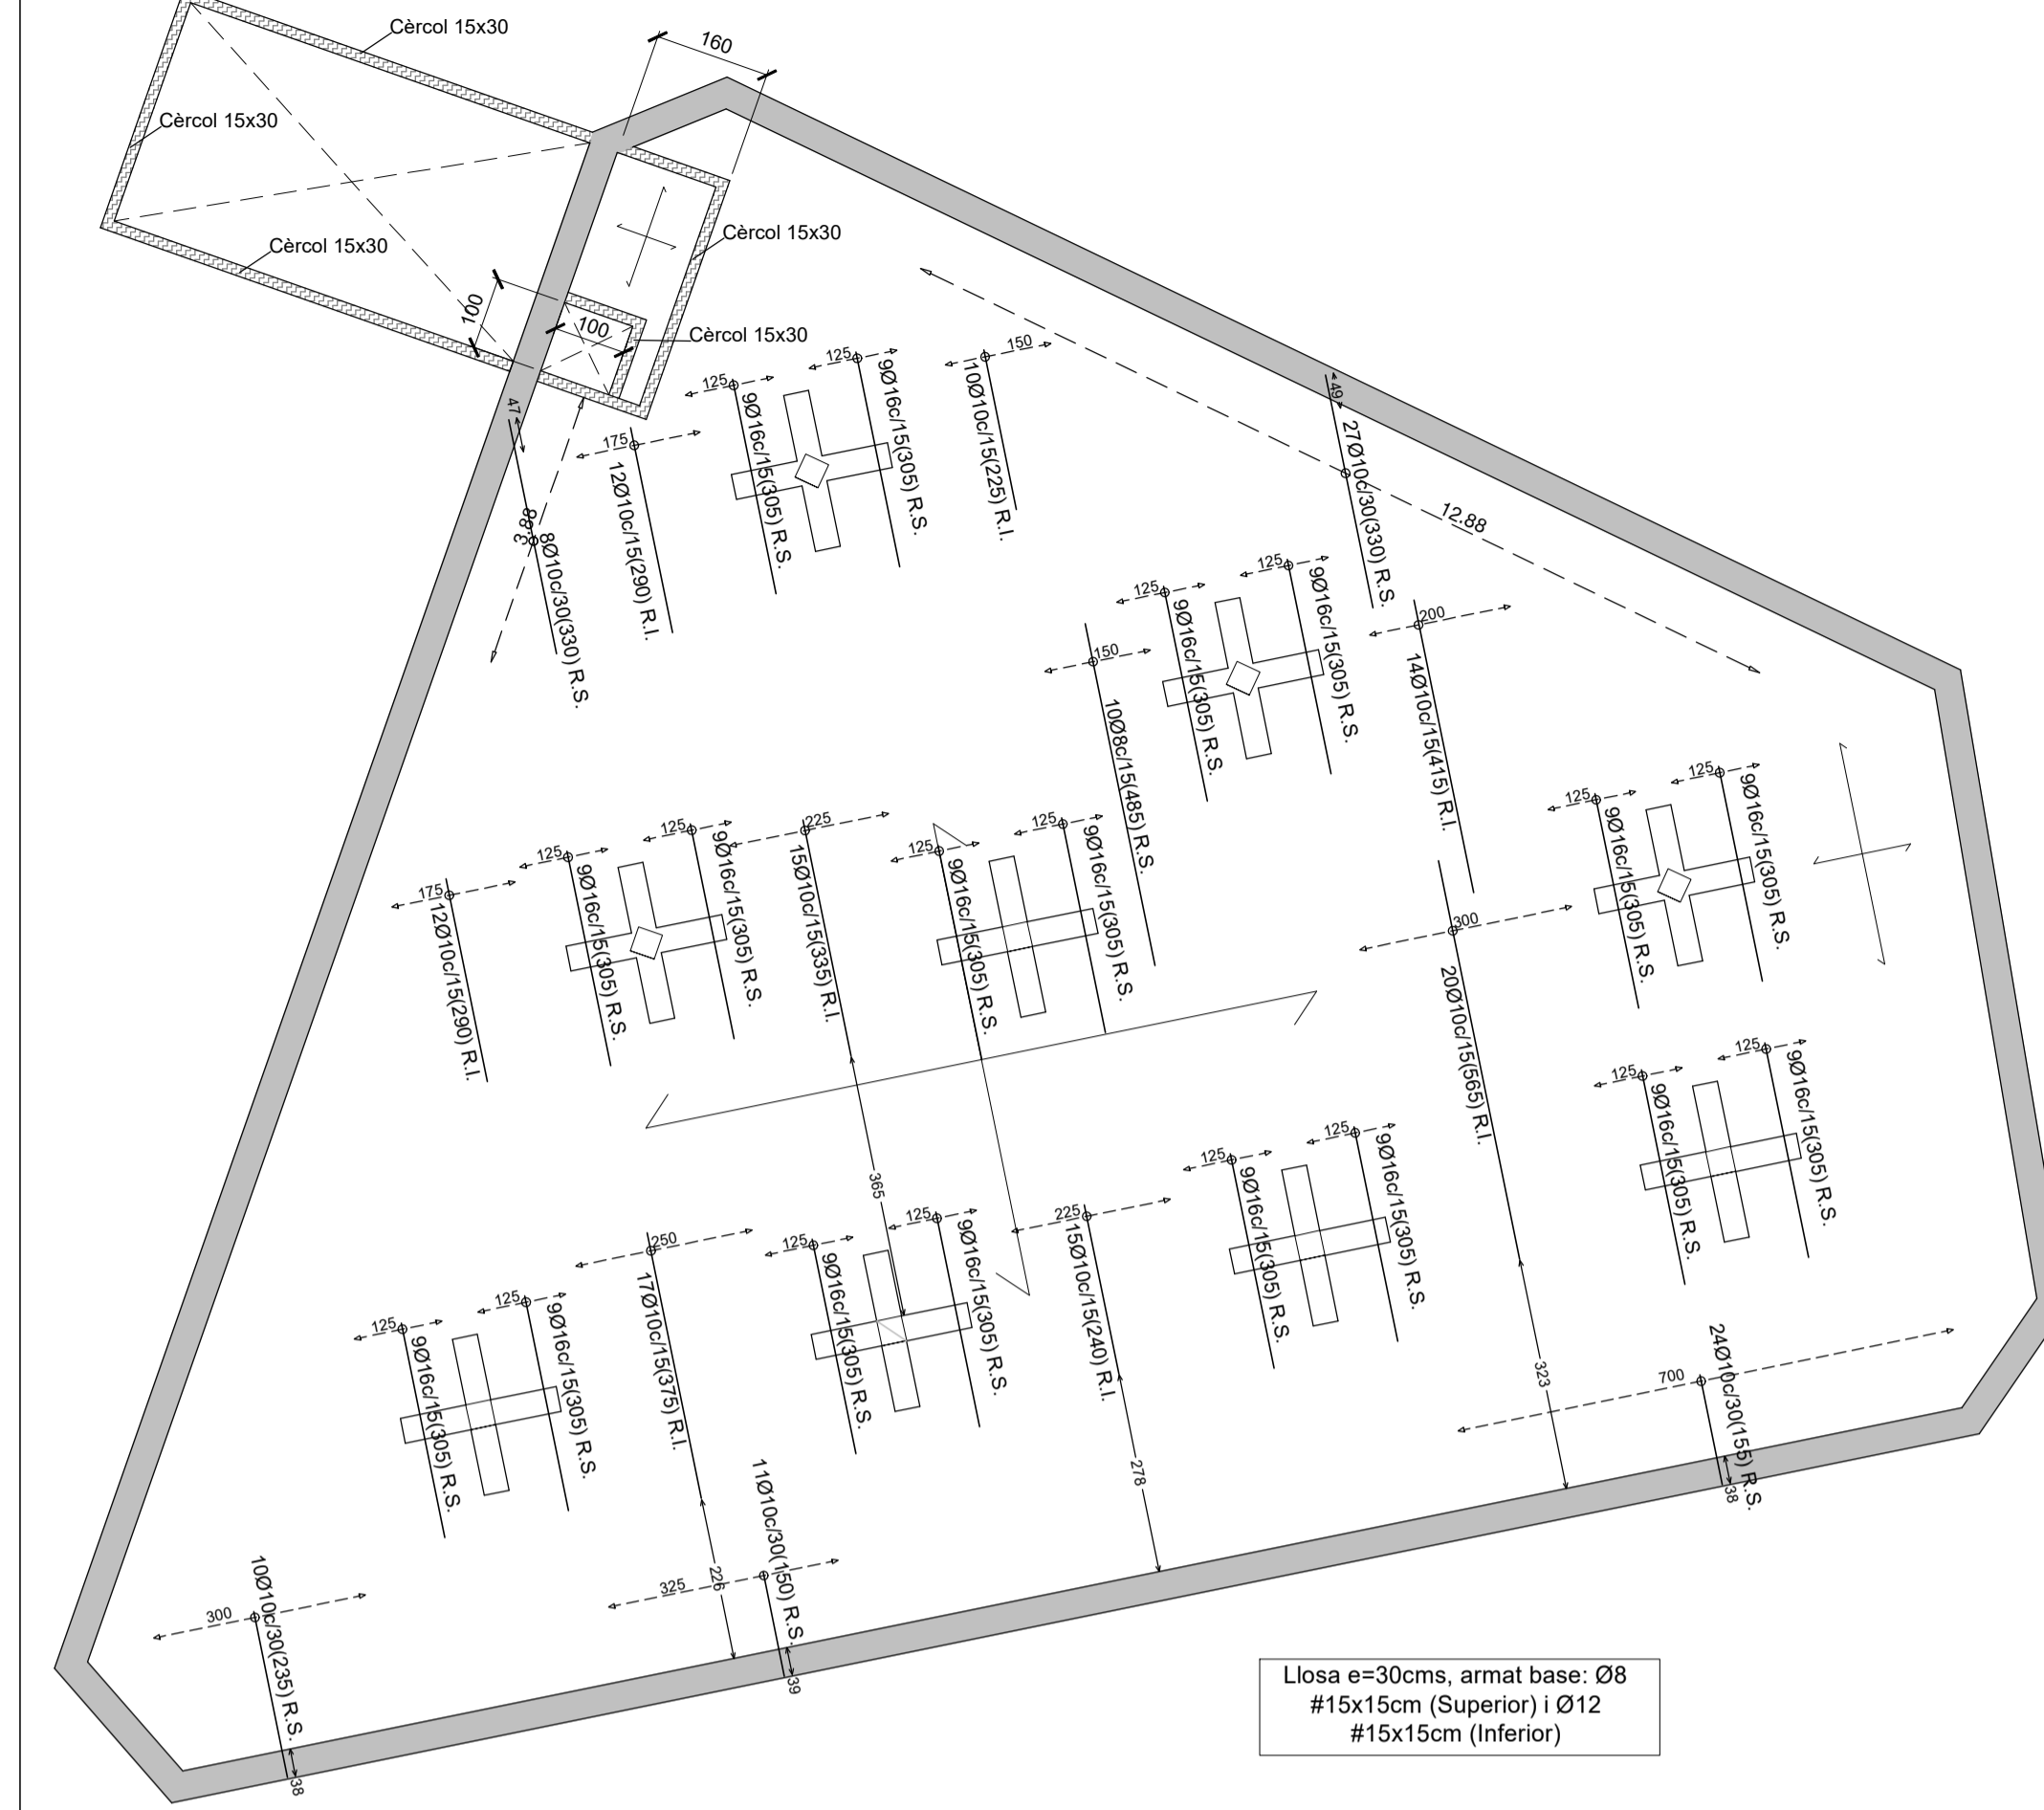 Cèrcol 15x30
160
Cèrcol 15x30
Cèrcol 15x30
Cèrcol 15x30
100
100
Cèrcol 15x30
47
3.88
8Ø10c/30(330) R.S.
175
12Ø10c/15(290) R.I.
125
9Ø16c/15(305) R.S.
125
9Ø16c/15(305) R.S.
150
10Ø10c/15(225) R.I.
49
27Ø10c/30(330) R.S.
12.88
125
9Ø16c/15(305) R.S.
125
9Ø16c/15(305) R.S.
150
10Ø8c/15(485) R.S.
200
14Ø10c/15(415) R.I.
125
9Ø16c/15(305) R.S.
125
9Ø16c/15(305) R.S.
175
12Ø10c/15(290) R.I.
125
9Ø16c/15(305) R.S.
125
9Ø16c/15(305) R.S.
225
15Ø10c/15(335) R.I.
365
125
9Ø16c/15(305) R.S.
125
9Ø16c/15(305) R.S.
300
20Ø10c/15(565) R.I.
323
125
9Ø16c/15(305) R.S.
125
9Ø16c/15(305) R.S.
125
9Ø16c/15(305) R.S.
125
9Ø16c/15(305) R.S.
225
15Ø10c/15(240) R.I.
278
125
9Ø16c/15(305) R.S.
125
9Ø16c/15(305) R.S.
250
17Ø10c/15(375) R.I.
226
125
9Ø16c/15(305) R.S.
125
9Ø16c/15(305) R.S.
700
24Ø10c/30(155) R.S.
38
325
11Ø10c/30(150) R.S.
39
300
10Ø10c/30(235) R.S.
38
Llosa e=30cms, armat base: Ø8
#15x15cm (Superior) i Ø12
#15x15cm (Inferior)